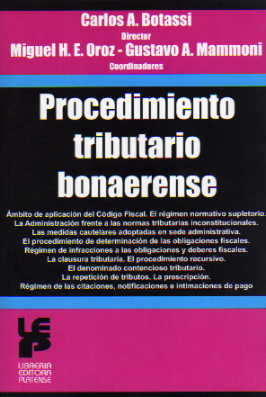 Carlos A. Botassi
Director
Miguel H. E. Oroz - Gustavo A. Mammoni
Coordinadores
Procedimiento
tributario
bonaerense
Ámbito de aplicación del Código Fiscal. El régimen normativo supletorio.
La Administración frente a las normas tributarias inconstitucionales.
Las medidas cautelares adoptadas en sede administrativa.
El procedimiento de determinación de las obligaciones fiscales.
Régimen de infracciones a las obligaciones y deberes fiscales.
La clausura tributaria. El procedimiento recursivo.
El denominado contencioso tributario.
La repetición de tributos. La prescripción.
Régimen de las citaciones, notificaciones e intimaciones de pago
LEP
LIBRERIA
EDITORA
PLATENSE